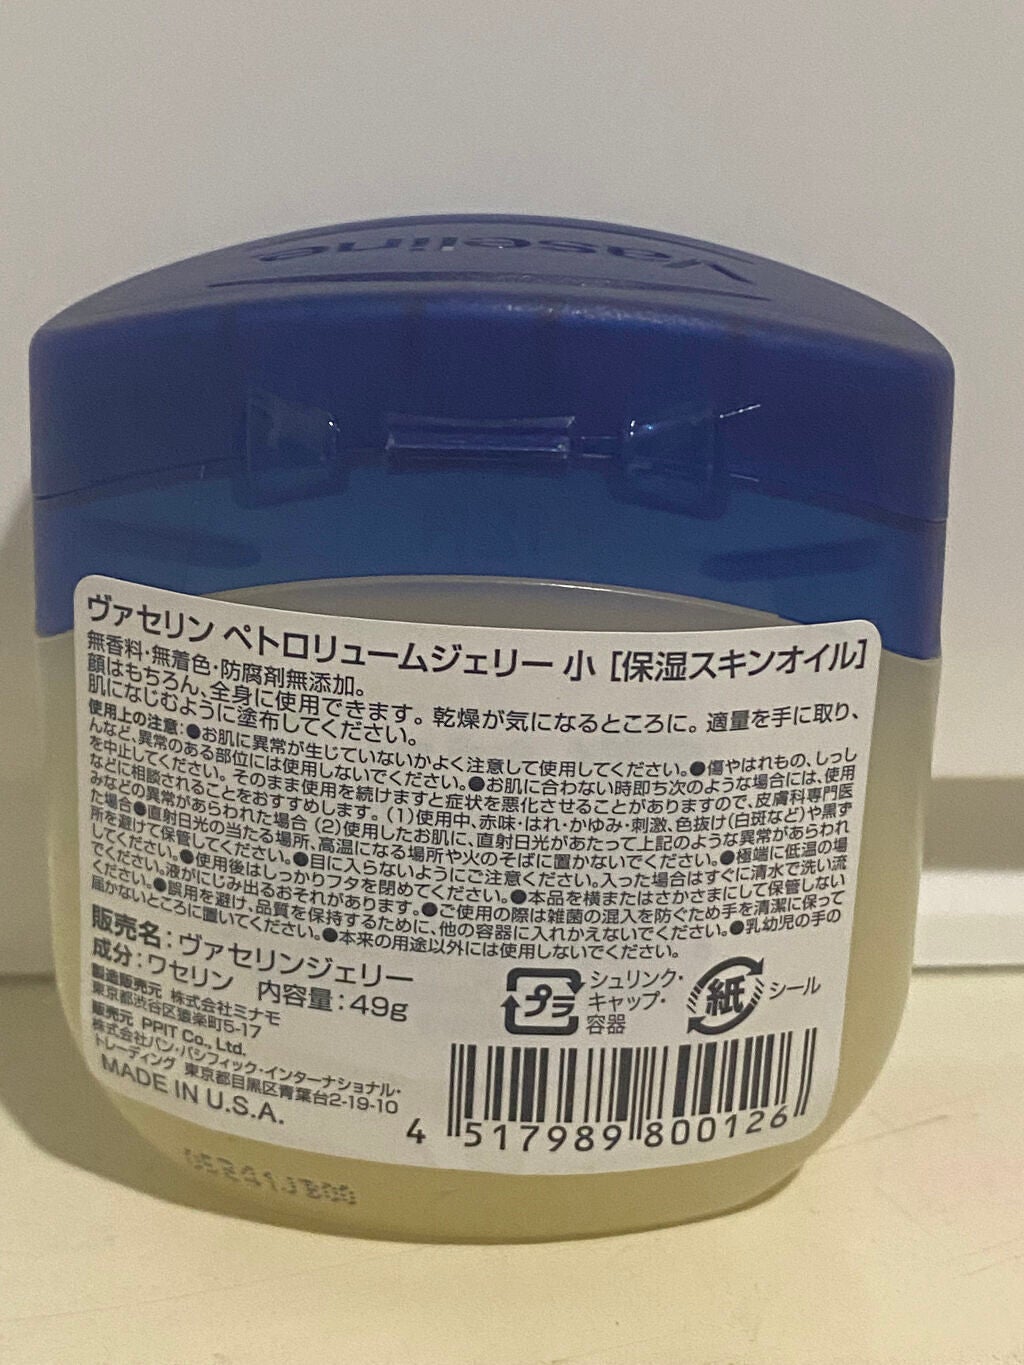 Vaseline
ヴァセリン ペトロリュームジェリー 小 [保湿スキンオイル]
無香料・無着色・防腐剤無添加。
顔はもちろん、全身に使用できます。乾燥が気になるところに。適量を手に取り、
肌になじむように塗布してください。
使用上の注意:●お肌に異常が生じていないかよく注意して使用してください。●傷やはれもの、しっし
んなど、異常のある部位には使用しないでください。●お肌に合わない時即ち次のような場合には、使用
を中止してください。そのまま使用を続けますと症状を悪化させることがありますので、皮膚科専門医
などに相談されることをおすすめします。(1)使用中、赤味・はれ・かゆみ・刺激、色抜け(白斑など)や黒ず
みなどの異常があらわれた場合 (2)使用したお肌に、直射日光があたって上記のような異常があらわれ
た場合●直射日光の当たる場所、高温になる場所や火のそばに置かないでください。●極端に低温の場
所を避けて保管してください。●目に入らないようにご注意ください。入った場合はすぐに清水で洗い流
してください。●使用後はしっかりフタを閉めてください。●本品を横またはさかさまにして保管しない
でください。液がにじみ出るおそれがあります。●ご使用の際は雑菌の混入を防ぐため手を清潔に保って
ください。●誤用を避け、品質を保持するために、他の容器に入れかえないでください。●乳幼児の手の
届かないところに置いてください。●本来の用途以外には使用しないでください。
販売名:ヴァセリンジェリー
成分:ワセリン 内容量:49g
製造販売元 株式会社ミナモ
東京都渋谷区猿楽町5-17
販売元 PPIT Co., Ltd.
株式会社パン・パシフィック・インターナショナル・
トレーディング 東京都目黒区青葉台2-19-10
MADE IN U.S.A.
プラ
シュリンク・
キャップ・
容器
紙
シール
4 517989 800126